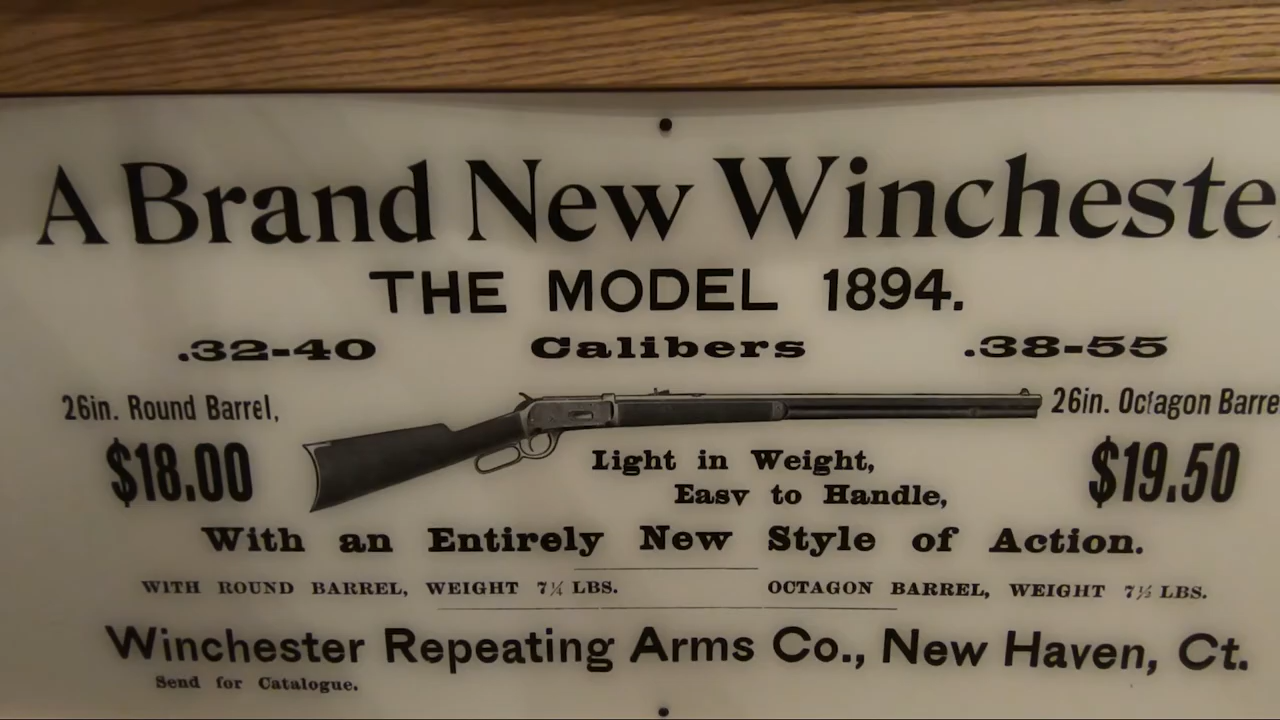 A Brand New Wincheste
THE MODEL 1894.
.32-40 Calibers .38-55
26in. Round Barrel,
$18.00
26in. Octagon Barre
$19.50
Light in Weight,
Easy to Handle,
With an Entirely New Style of Action.
WITH ROUND BARREL, WEIGHT 7¼ LBS. OCTAGON BARREL, WEIGHT 7½ LBS.
Winchester Repeating Arms Co., New Haven, Ct.
Send for Catalogue.